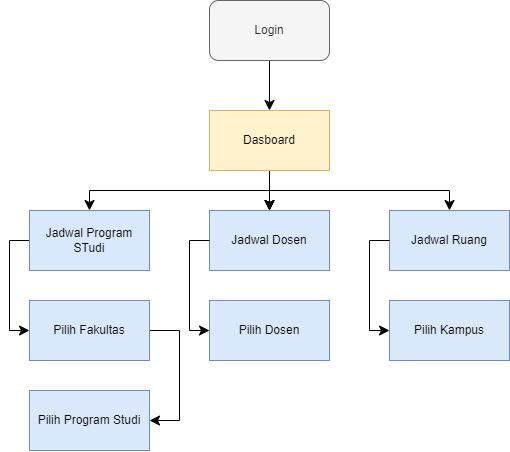 Login
Dasboard
Jadwal Program
STudi
Jadwal Dosen
Jadwal Ruang
Pilih Fakultas
Pilih Dosen
Pilih Kampus
Pilih Program Studi